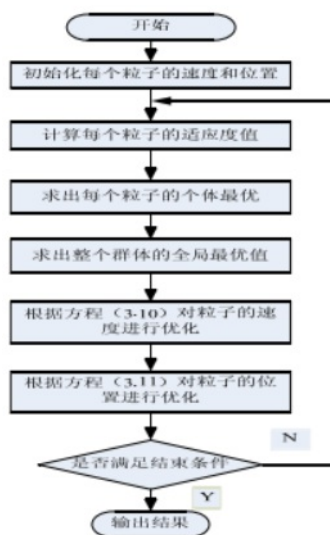 开始
初始化每个粒子的速度和位置
计算每个粒子的适应度值
求出每个粒子的个体最优
求出整个群体的全局最优值
根据方程（3-10）对粒子的速
度进行优化
根据方程（3.11）对粒子的位
置进行优化
是否满足结束条件
N
Y
输出结果